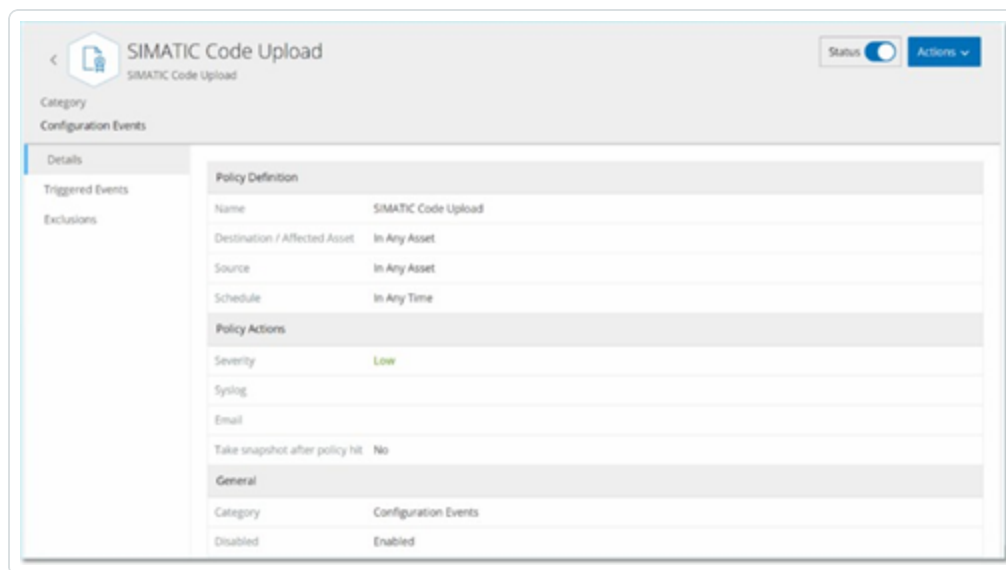 SIMATIC Code Upload
SIMATIC Code Upload
Status
Actions
Category
Configuration Events
Details
Triggered Events
Exclusions
Policy Definition
Name SIMATIC Code Upload
Destination / Affected Asset In Any Asset
Source In Any Asset
Schedule In Any Time
Policy Actions
Severity Low
Syslog
Email
Take snapshot after policy hit No
General
Category Configuration Events
Disabled Enabled